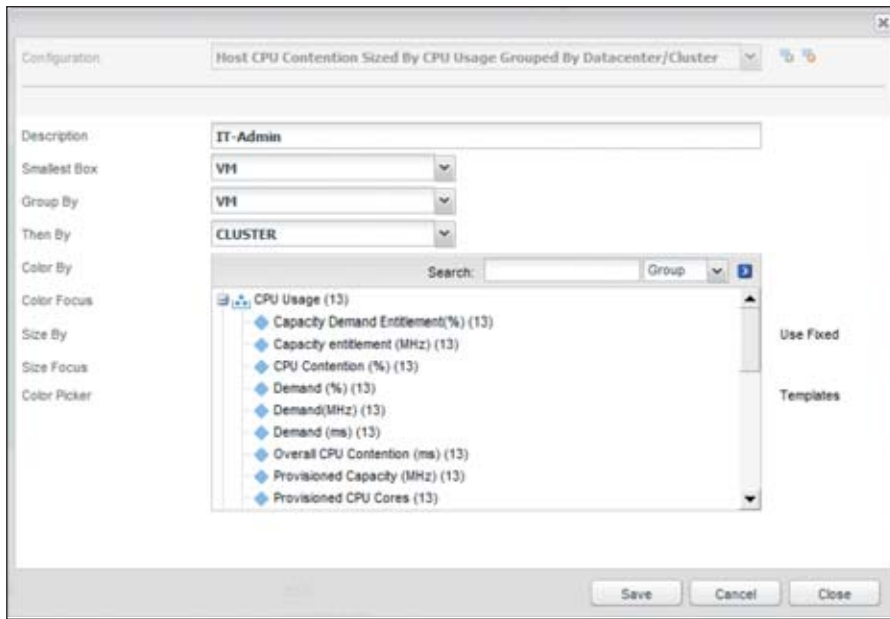 Configuration Host CPU Contention Sized By CPU Usage Grouped By Datacenter/Cluster
Description IT-Admin
Smallest Box VM
Group By VM
Then By CLUSTER
Color By Search: Group
Color Focus CPU Usage (13)
Capacity Demand Entitlement(%) (13)
Size By Capacity entitlement (MHz) (13) Use Fixed
Size Focus CPU Contention (%) (13)
Color Picker Demand (%) (13) Templates
Demand(MHz) (13)
Demand (ms) (13)
Overall CPU Contention (ms) (13)
Provisioned Capacity (MHz) (13)
Provisioned CPU Cores (13)
Save Cancel Close